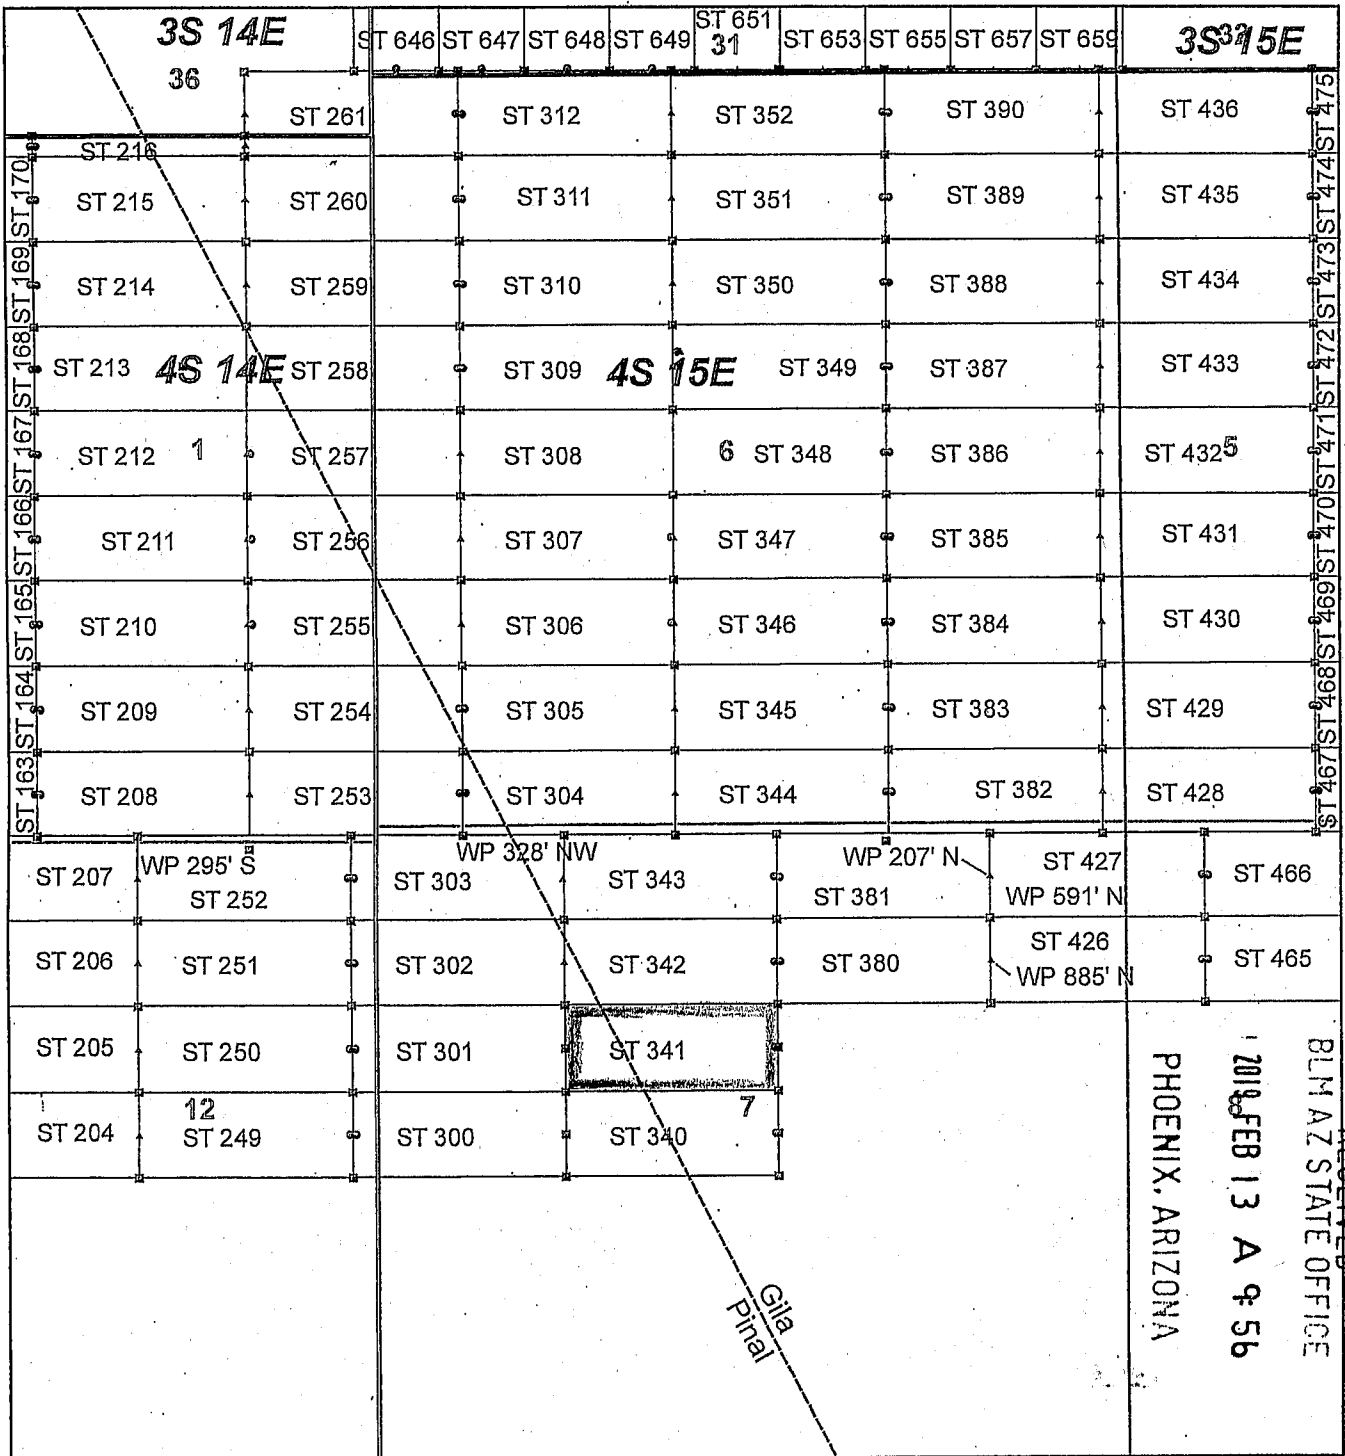 3S 14E
ST 646 ST 647 ST 648 ST 649 ST 651 ST 653 ST 655 ST 657 ST 659
31
3S 15E
32
36
ST 261 ST 312 ST 352 ST 390 ST 436 ST 475
ST 216
ST 170 ST 215 ST 260 ST 311 ST 351 ST 389 ST 435 ST 474
ST 169 ST 214 ST 259 ST 310 ST 350 ST 388 ST 434 ST 473
ST 168 ST 213 4S 14E ST 258 ST 309 4S 15E ST 349 ST 387 ST 433 ST 472
ST 167 ST 212 1 ST 257 ST 308 6 ST 348 ST 386 ST 432 5 ST 471
ST 166 ST 211 ST 256 ST 307 ST 347 ST 385 ST 431 ST 470
ST 165 ST 210 ST 255 ST 306 ST 346 ST 384 ST 430 ST 469
ST 164 ST 209 ST 254 ST 305 ST 345 ST 383 ST 429 ST 468
ST 163 ST 208 ST 253 ST 304 ST 344 ST 382 ST 428 ST 467
WP 295' S WP 328' NW WP 207' N ST 427
ST 207 ST 252 ST 303 ST 343 ST 381 WP 591' N ST 466
ST 206 ST 251 ST 302 ST 342 ST 380 ST 426 ST 465
WP 885' N
ST 205 ST 250 ST 301 ST 341
12 7
ST 204 ST 249 ST 300 ST 340
Gila
Pinal
BLM AZ STATE OFFICE
FEB 13 A 9:56
PHOENIX, ARIZONA